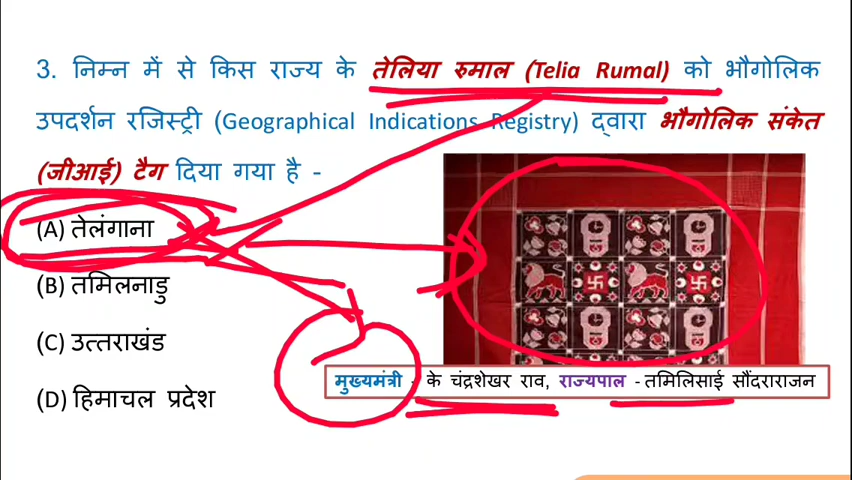 3. निम्न में से किस राज्य के तेलिया रुमाल (Telia Rumal) को भौगोलिक
उपदर्शन रजिस्ट्री (Geographical Indications Registry) द्वारा भौगोलिक संकेत
(जीआई) टैग दिया गया है -
(A) तेलंगाना
(B) तमिलनाडु
(C) उत्तराखंड
(D) हिमाचल प्रदेश
मुख्यमंत्री - के चंद्रशेखर राव, राज्यपाल - तमिलिसाई सौंदराराजन